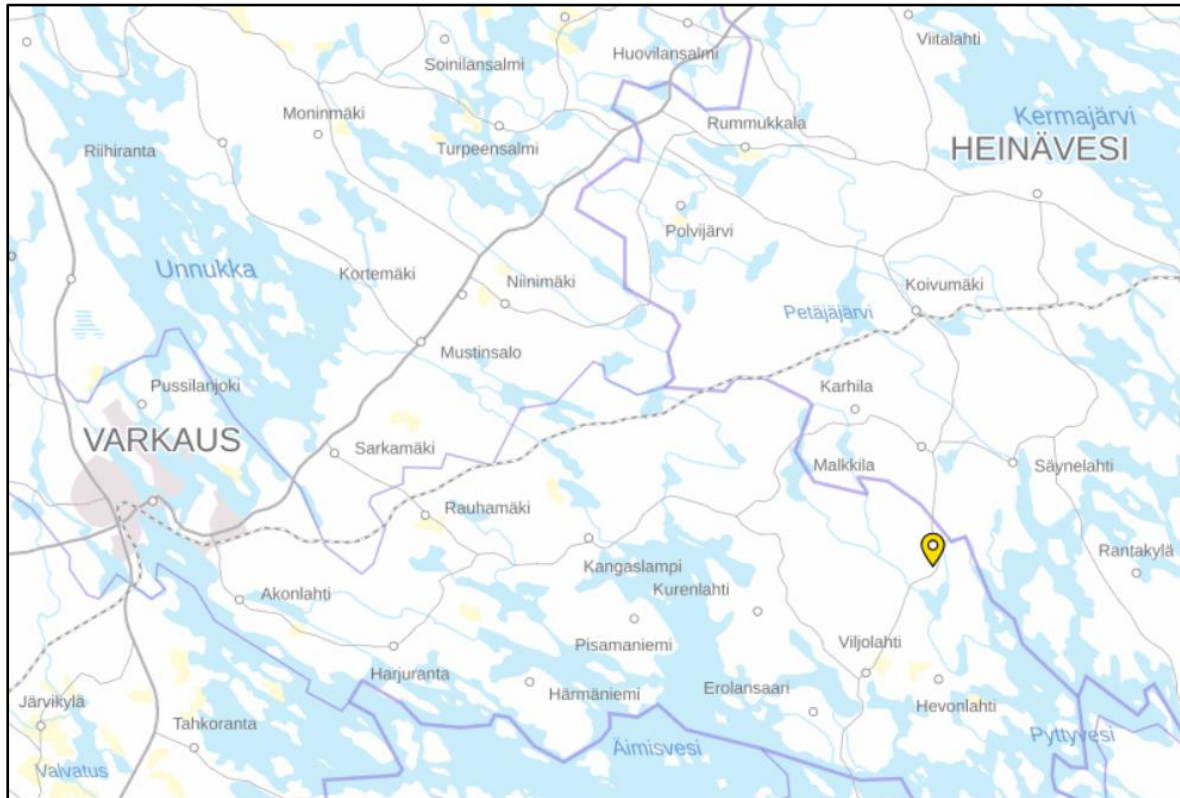 Viitalahti
Huovilansalmi
Soinilansalmi
Moninmäki
Kermajärvi
Rummukkala
Riihiranta
Turpeensalmi
HEINÄVESI
Polvijärvi
Unnukka
Kortemäki
Niinimäki
Koivumäki
Petäjäjärvi
Mustinsalo
Pussilanjoki
Karhila
VARKAUS
Sarkamäki
Malkkila
Säynelahti
Rauhamäki
Rantakylä
Kangaslampi
Kurenlahti
Akonlahti
Pisamaniemi
Viljolahti
Harjuranta
Härmäniemi
Erolansaari
Järvikylä
Hevonlahti
Tahkoranta
Pyttyvesi
Äimisvesi
Valvatus